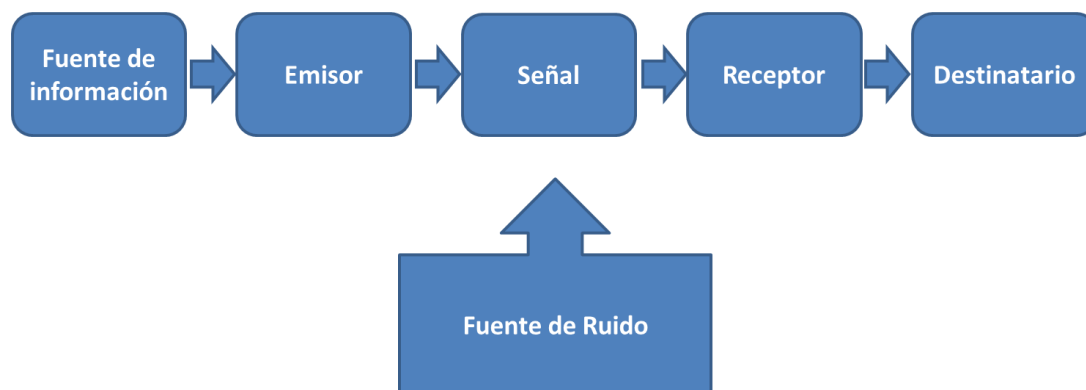 Fuente de
información
Emisor
Señal
Receptor
Destinatario
Fuente de Ruido